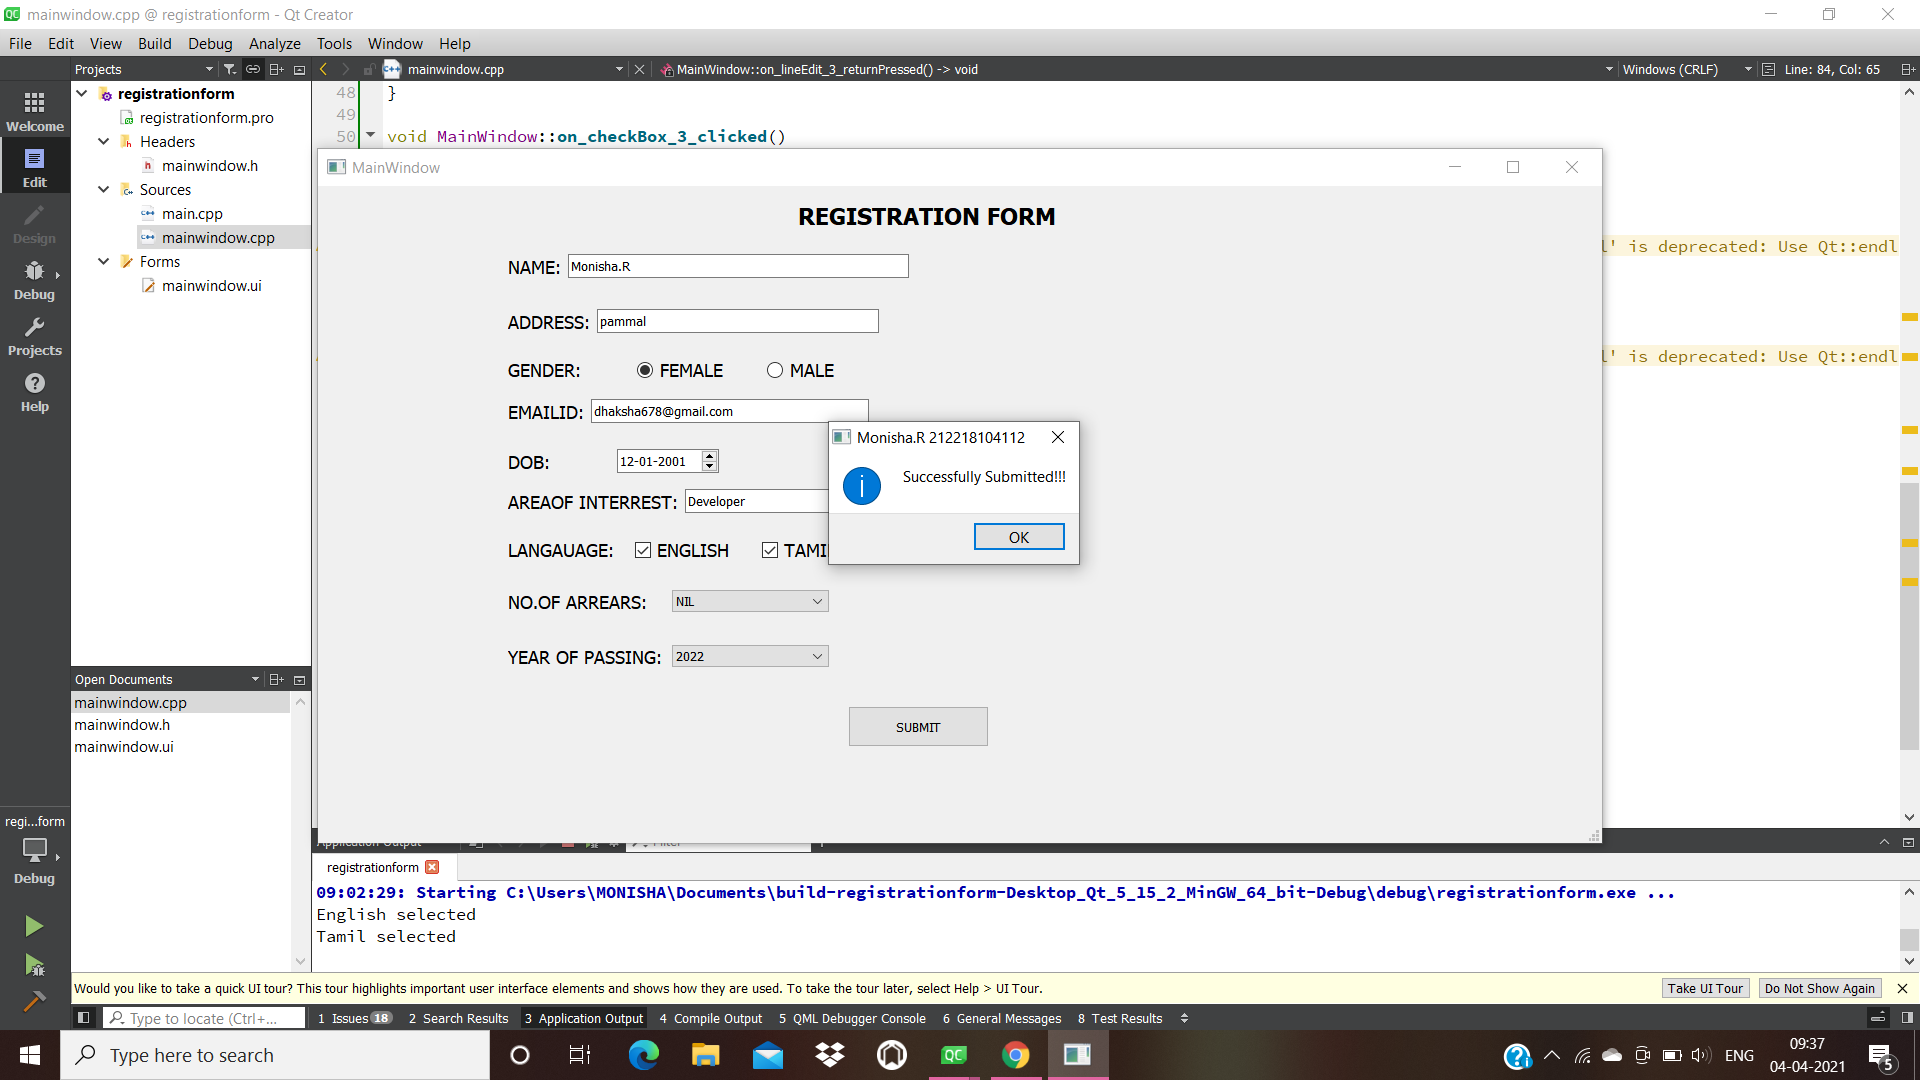 mainwindow.cpp @ registrationform - Qt Creator
File Edit View Build Debug Analyze Tools Window Help
Projects mainwindow.cpp MainWindow::on_lineEdit_3_returnPressed() -> void Windows (CRLF) Line: 84, Col: 65
Welcome
Edit
Design
Debug
Projects
Help
registrationform
registrationform.pro
Headers
mainwindow.h
Sources
main.cpp
mainwindow.cpp
Forms
mainwindow.ui
48 }
49
50 void MainWindow::on_checkBox_3_clicked()
l' is deprecated: Use Qt::endl
l' is deprecated: Use Qt::endl
MainWindow
REGISTRATION FORM
NAME: Monisha.R
ADDRESS: pammal
GENDER: FEMALE MALE
EMAILID: dhaksha678@gmail.com
DOB: 12-01-2001
AREAOF INTERREST: Developer
LANGAUAGE: ENGLISH TAMI
NO.OF ARREARS: NIL
YEAR OF PASSING: 2022
SUBMIT
Monisha.R 212218104112
Successfully Submitted!!!
OK
Open Documents
mainwindow.cpp
mainwindow.h
mainwindow.ui
regi...form
Debug
Application Output Filter
registrationform
09:02:29: Starting C:\Users\MONISHA\Documents\build-registrationform-Desktop_Qt_5_15_2_MinGW_64_bit-Debug\debug\registrationform.exe ...
English selected
Tamil selected
Would you like to take a quick UI tour? This tour highlights important user interface elements and shows how they are used. To take the tour later, select Help > UI Tour. Take UI Tour Do Not Show Again
Type to locate (Ctrl+... 1 Issues 18 2 Search Results 3 Application Output 4 Compile Output 5 QML Debugger Console 6 General Messages 8 Test Results
Type here to search
ENG
09:37
04-04-2021
5